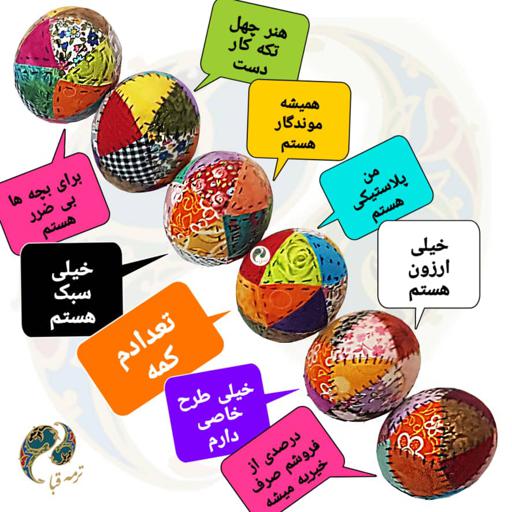 هنر چهل
تکه کار
دست
همیشه
موندگار
هستم
من
پلاستیکی
هستم
برای بچه ها
بی ضرر
هستم
خیلی
ارزون
هستم
خیلی
سبک
هستم
تعدادم
کمه
خیلی طرح
خاصی
دارم
درصدی از
فروشم صرف
خیریه میشه
ترمه قبا